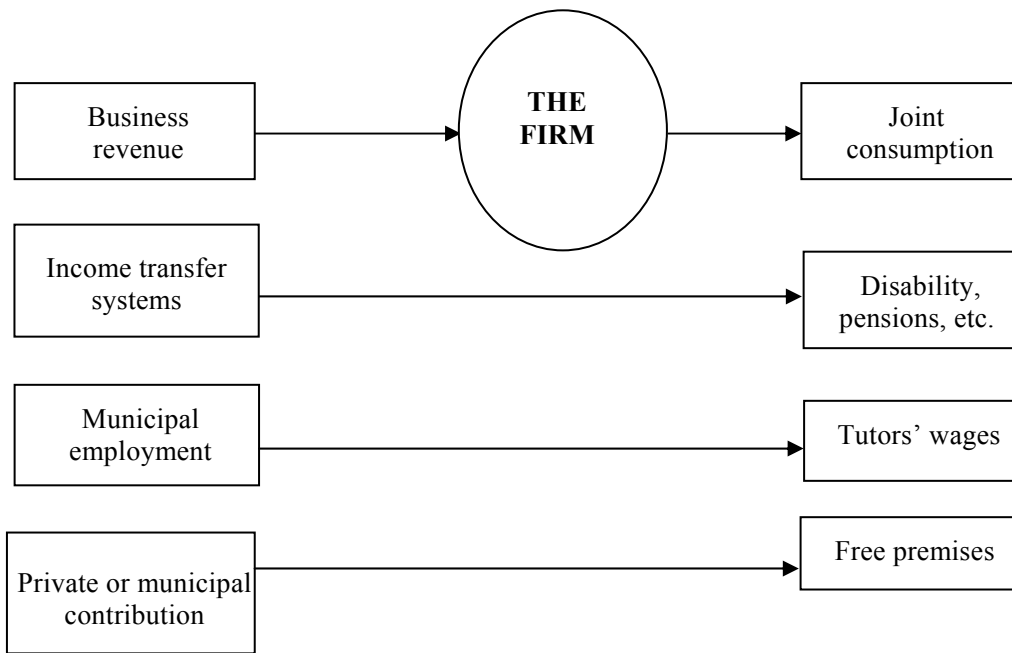 Business
revenue
THE
FIRM
Joint
consumption
Income transfer
systems
Disability,
pensions, etc.
Municipal
employment
Tutors’ wages
Private or municipal
contribution
Free premises